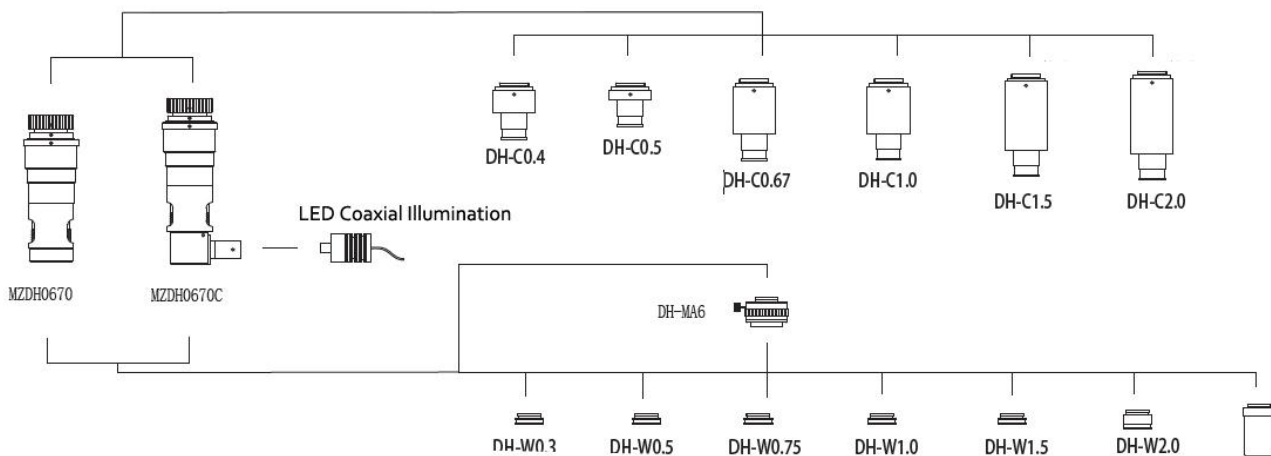 DH-C0.4
DH-C0.5
DH-C0.67
DH-C1.0
DH-C1.5
DH-C2.0
LED Coaxial Illumination
MZDH0670
MZDH0670C
DH-MA6
DH-W0.3
DH-W0.5
DH-W0.75
DH-W1.0
DH-W1.5
DH-W2.0